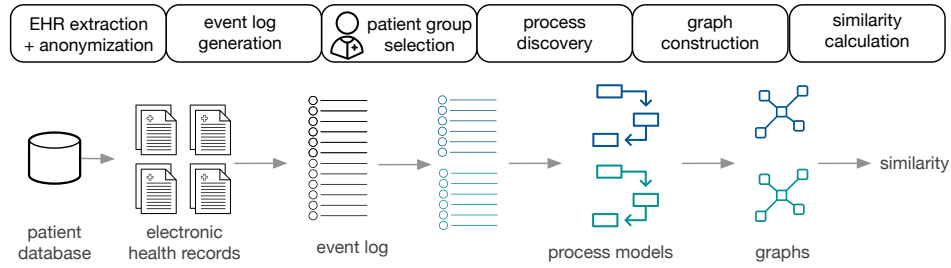 EHR extraction
+ anonymization
event log
generation
patient group
selection
process
discovery
graph
construction
similarity
calculation
similarity
patient
database
electronic
health records
event log
process models
graphs